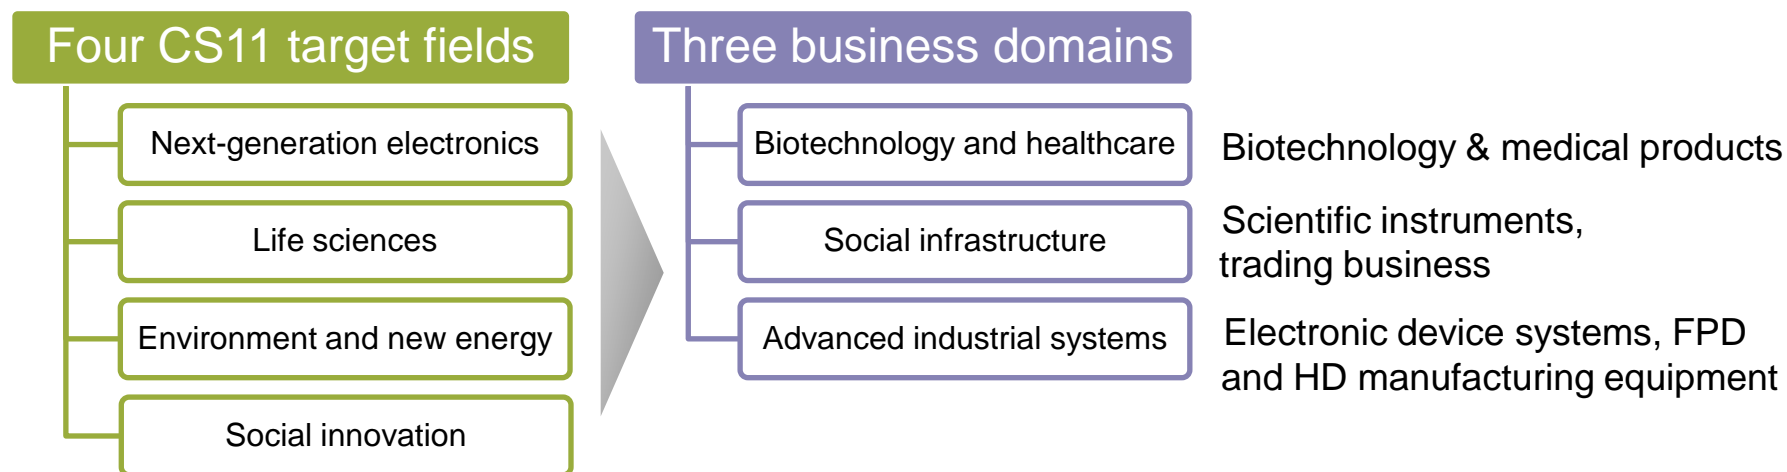 Four CS11 target fields
Next-generation electronics
Life sciences
Environment and new energy
Social innovation
Three business domains
Biotechnology and healthcare
Biotechnology & medical products
Social infrastructure
Scientific instruments,
trading business
Advanced industrial systems
Electronic device systems, FPD
and HD manufacturing equipment